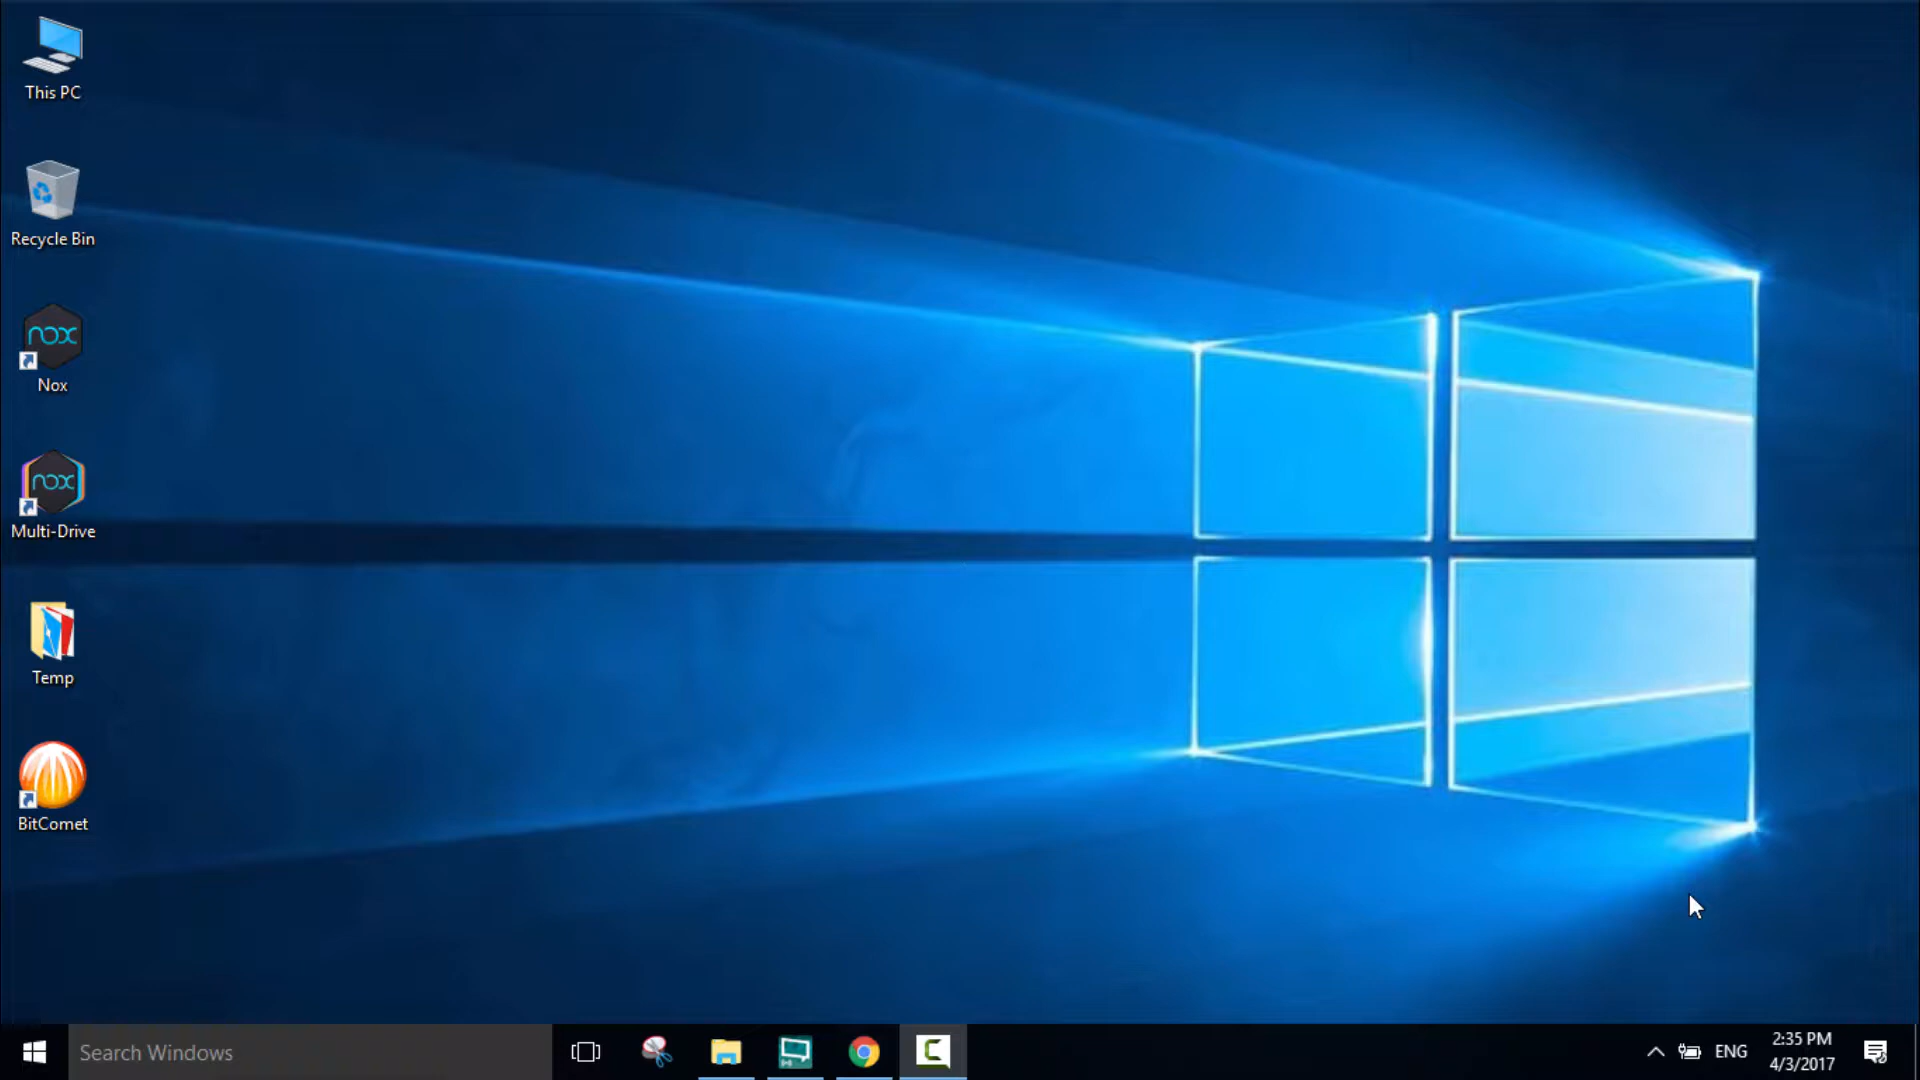 This PC
Recycle Bin
nox
Nox
nox
Multi-Drive
Temp
BitComet
Search Windows
ENG
2:35 PM
4/3/2017